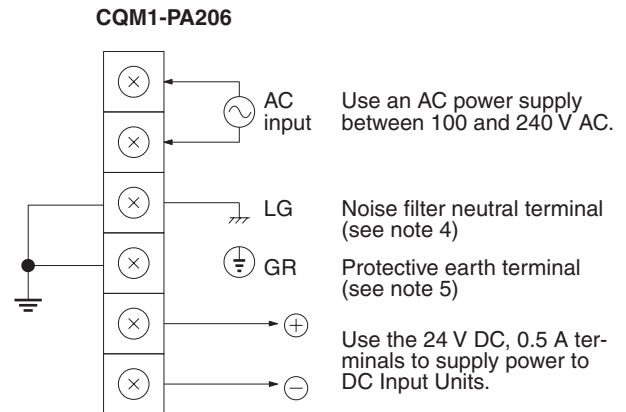 CQM1-PA206
AC
input
Use an AC power supply
between 100 and 240 V AC.
LG
Noise filter neutral terminal
(see note 4)
GR
Protective earth terminal
(see note 5)
Use the 24 V DC, 0.5 A ter-
minals to supply power to
DC Input Units.